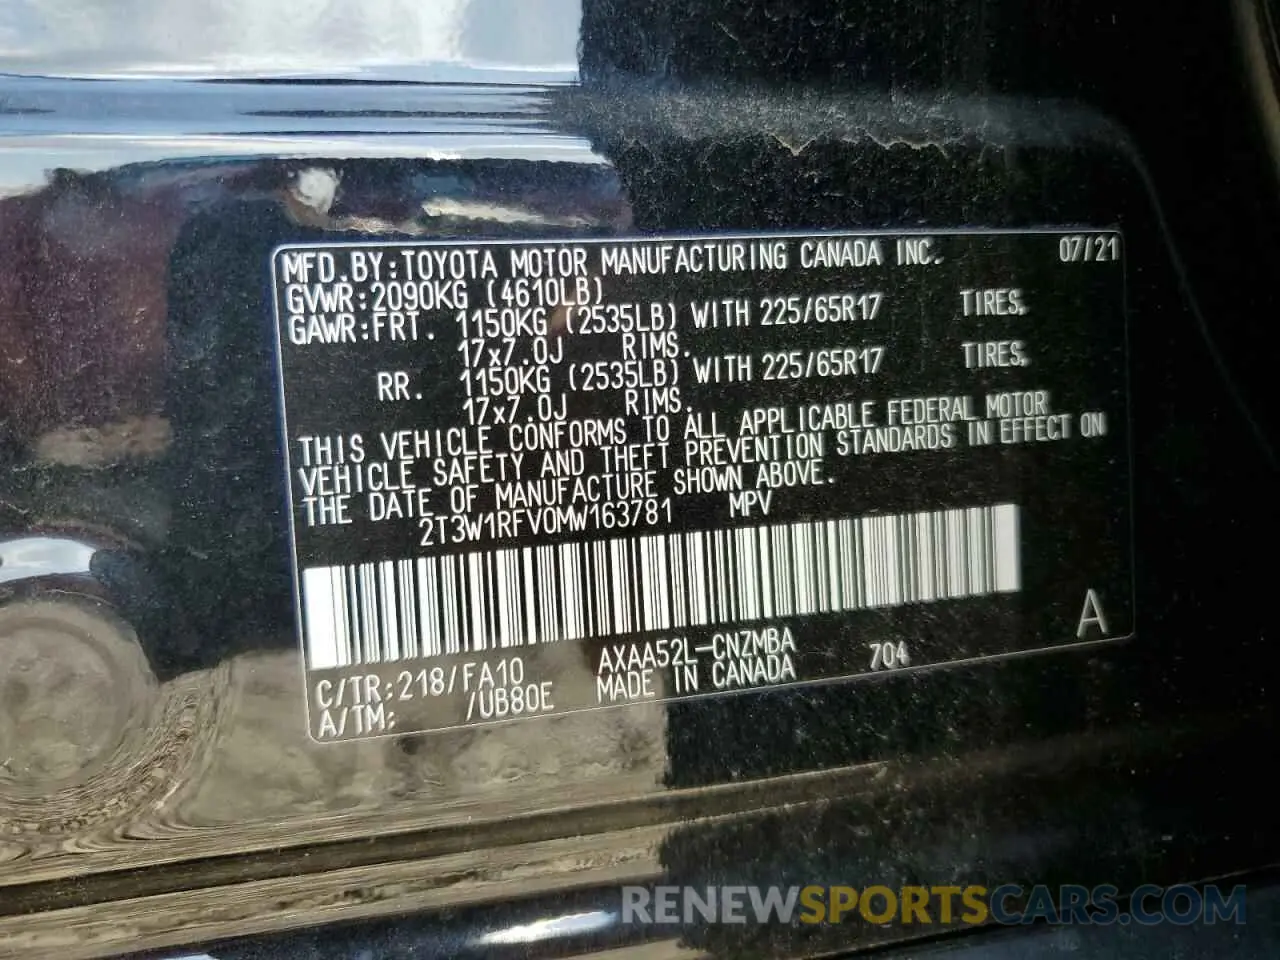 MFD.BY:TOYOTA MOTOR MANUFACTURING CANADA INC. 07/21
GVWR:2090KG (4610LB)
GAWR:FRT. 1150KG (2535LB) WITH 225/65R17 TIRES,
17x7.0J RIMS.
RR. 1150KG (2535LB) WITH 225/65R17 TIRES,
17x7.0J RIMS.
THIS VEHICLE CONFORMS TO ALL APPLICABLE FEDERAL MOTOR
VEHICLE SAFETY AND THEFT PREVENTION STANDARDS IN EFFECT ON
THE DATE OF MANUFACTURE SHOWN ABOVE.
2T3W1RFV0MW163781 MPV
A
C/TR:218/FA10 AXAA52L-CNZMBA 704
A/TM: /UB80E MADE IN CANADA
RENEWSPORTSCARS.COM